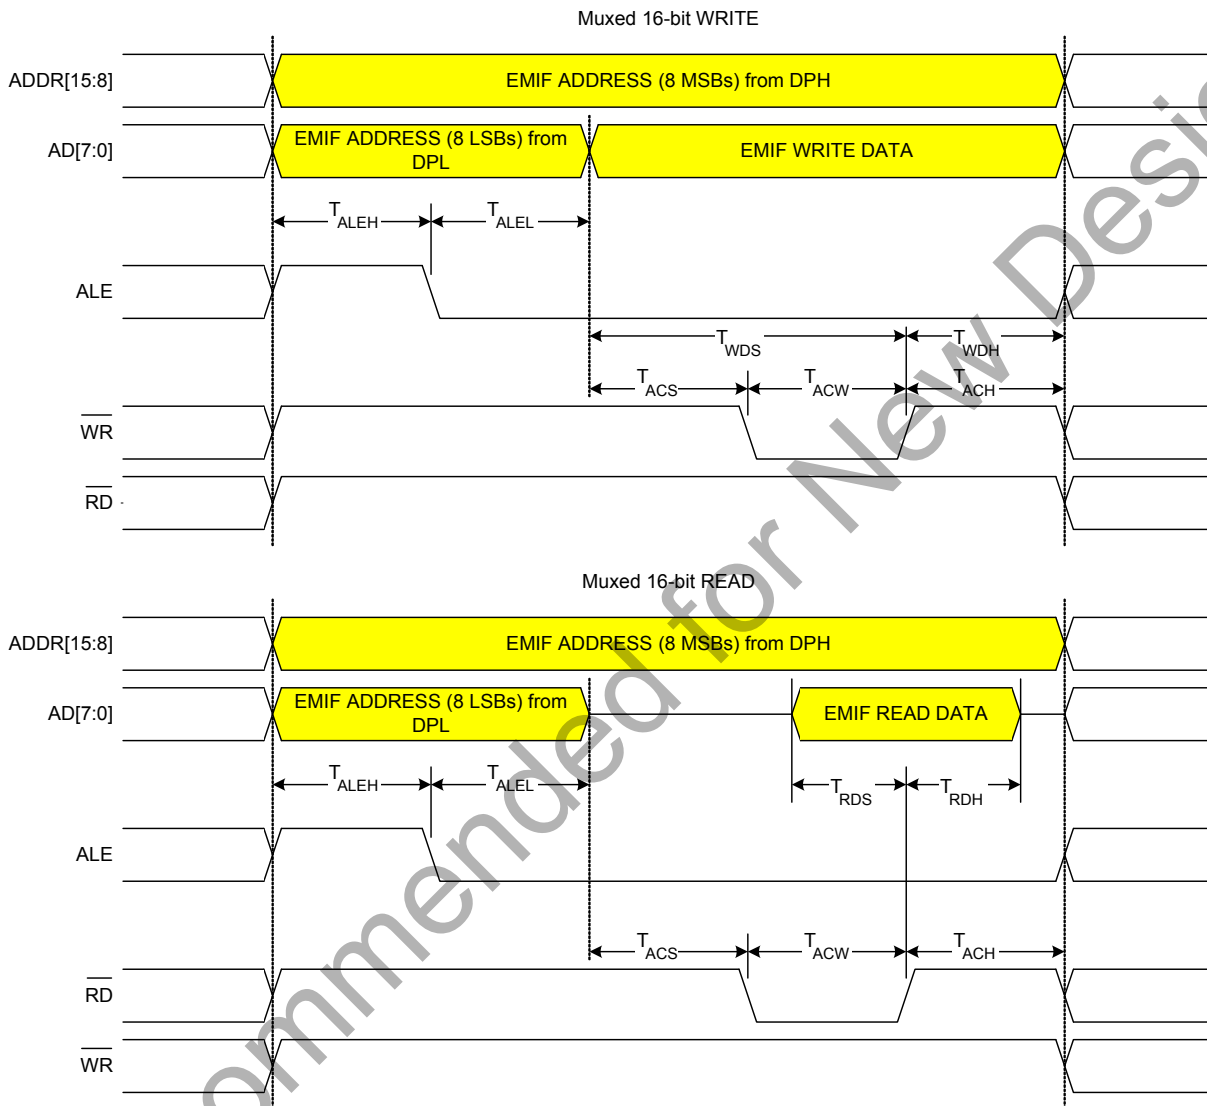 Muxed 16-bit WRITE
ADDR[15:8]
EMIF ADDRESS (8 MSBs) from DPH
AD[7:0]
EMIF ADDRESS (8 LSBs) from
DPL
EMIF WRITE DATA
TALEH
TALEL
ALE
TWDS
TWDH
TACS
TACW
TACH
WR
RD
Muxed 16-bit READ
ADDR[15:8]
EMIF ADDRESS (8 MSBs) from DPH
AD[7:0]
EMIF ADDRESS (8 LSBs) from
DPL
EMIF READ DATA
TALEH
TALEL
TRDS
TRDH
ALE
TACS
TACW
TACH
RD
WR
ommended for New Desig